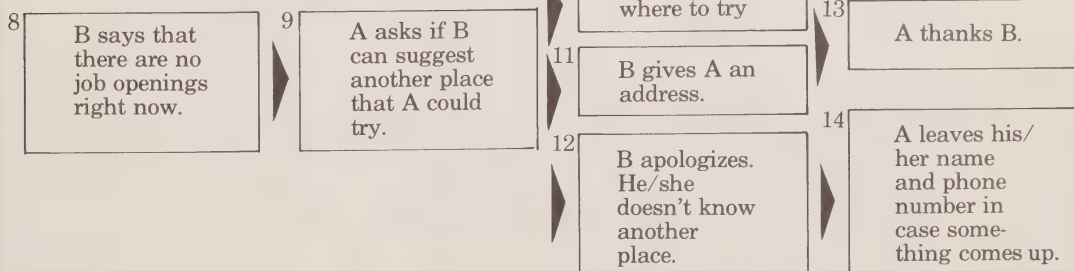 8
B says that
there are no
job openings
right now.
9
A asks if B
can suggest
another place
that A could
try.
where to try
11
B gives A an
address.
12
B apologizes.
He/she
doesn't know
another
place.
13
A thanks B.
14
A leaves his/
her name
and phone
number in
case some-
thing comes up.